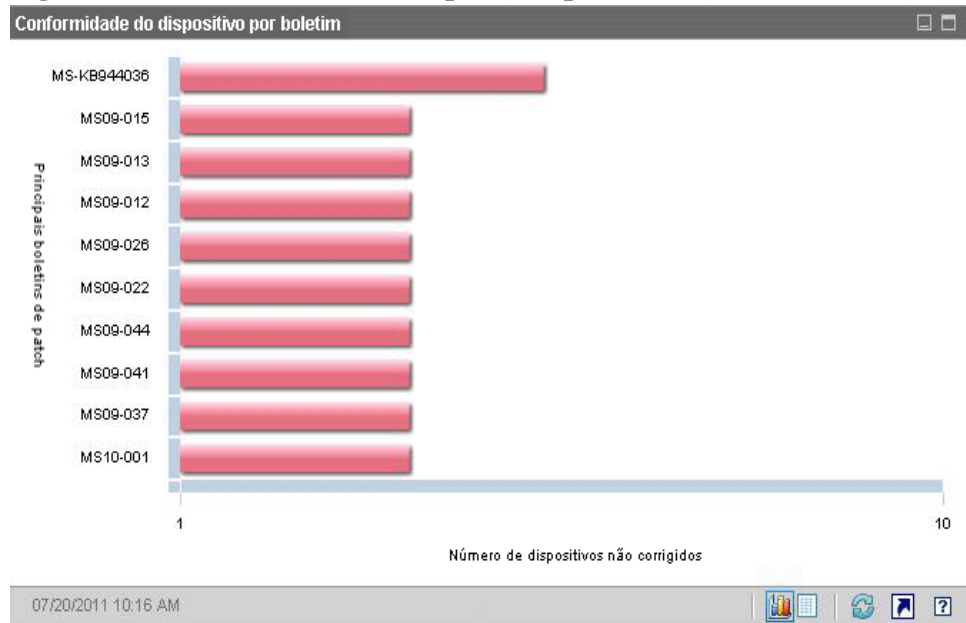 Conformidade do dispositivo por boletim
MS-KB944036
MS09-015
MS09-013
MS09-012
MS09-026
MS09-022
MS09-044
MS09-041
MS09-037
MS10-001
Principais boletins de patch
1
10
Número de dispositivos não corrigidos
07/20/2011 10:16 AM
?